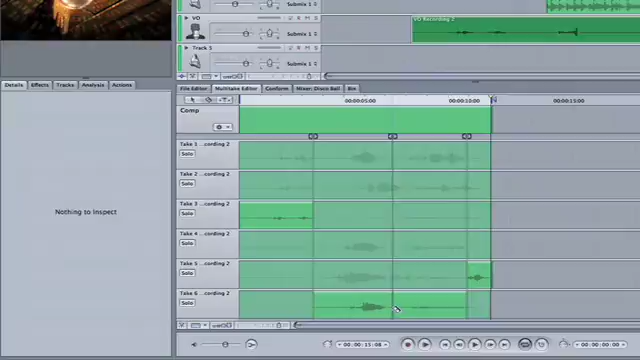 Submix 1
VO
Submix 1
VO Recording 2
Track 5
Submix 1
Details Effects Tracks Analysis Actions
File Editor Multitake Editor Conform Mixer: Disco Ball Bin
00:00:05:00 00:00:10:00 00:00:15:00
Comp
Take 1 ...cording 2
Solo
Take 2 ...cording 2
Solo
Take 3 ...cording 2
Solo
Nothing to Inspect
Take 4 ...cording 2
Solo
Take 5 ...cording 2
Solo
Take 6 ...cording 2
Solo
00:00:15:08 00:00:00:00